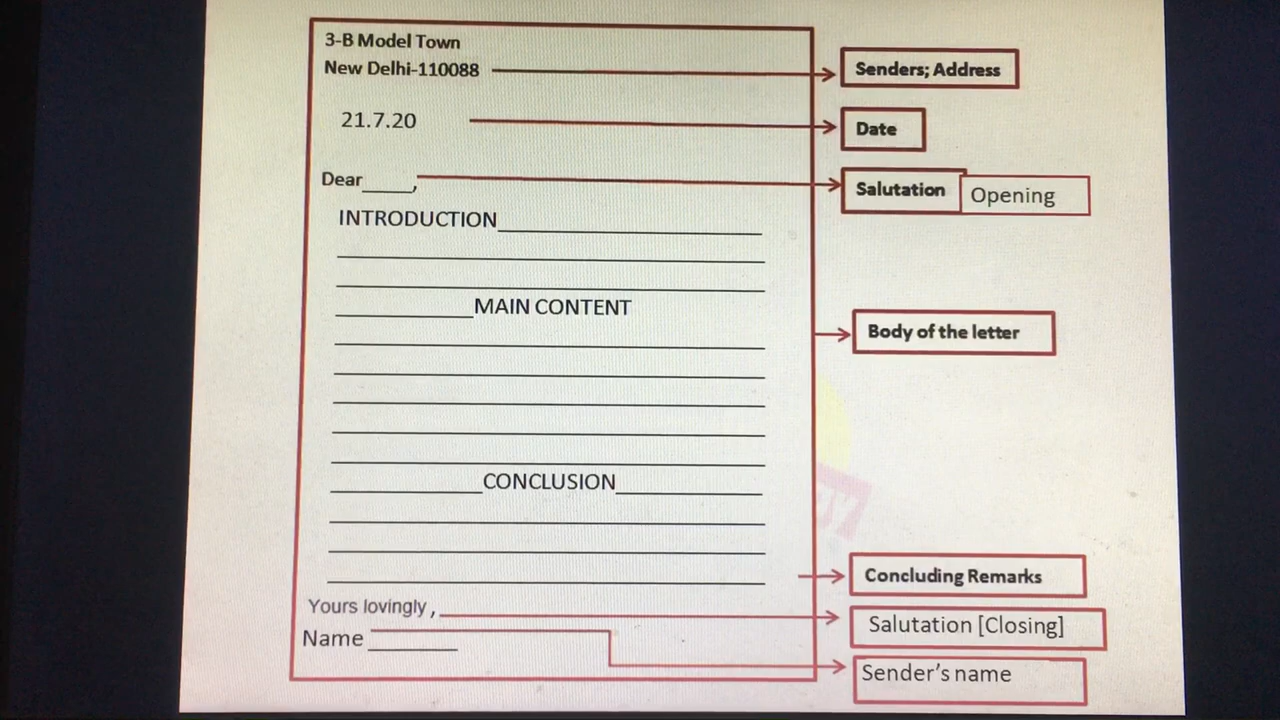 3-B Model Town
New Delhi-110088
Senders; Address
21.7.20
Date
Dear_____,
Salutation
Opening
INTRODUCTION
MAIN CONTENT
Body of the letter
CONCLUSION
Concluding Remarks
Yours lovingly,
Salutation [Closing]
Name
Sender's name